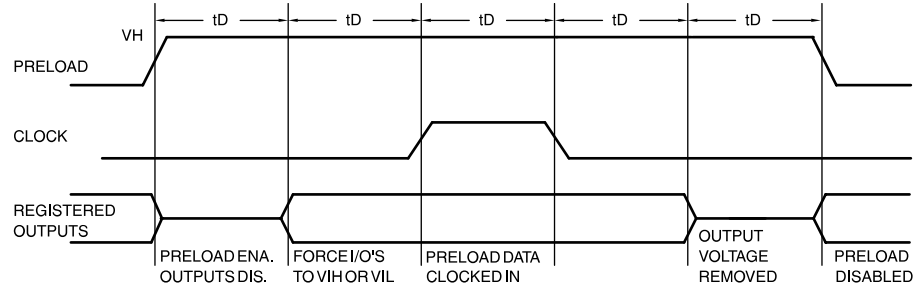 tD tD tD tD tD
VH
PRELOAD
CLOCK
REGISTERED
OUTPUTS
PRELOAD ENA.
OUTPUTS DIS.
FORCE I/O'S
TO VIH OR VIL
PRELOAD DATA
CLOCKED IN
OUTPUT
VOLTAGE
REMOVED
PRELOAD
DISABLED